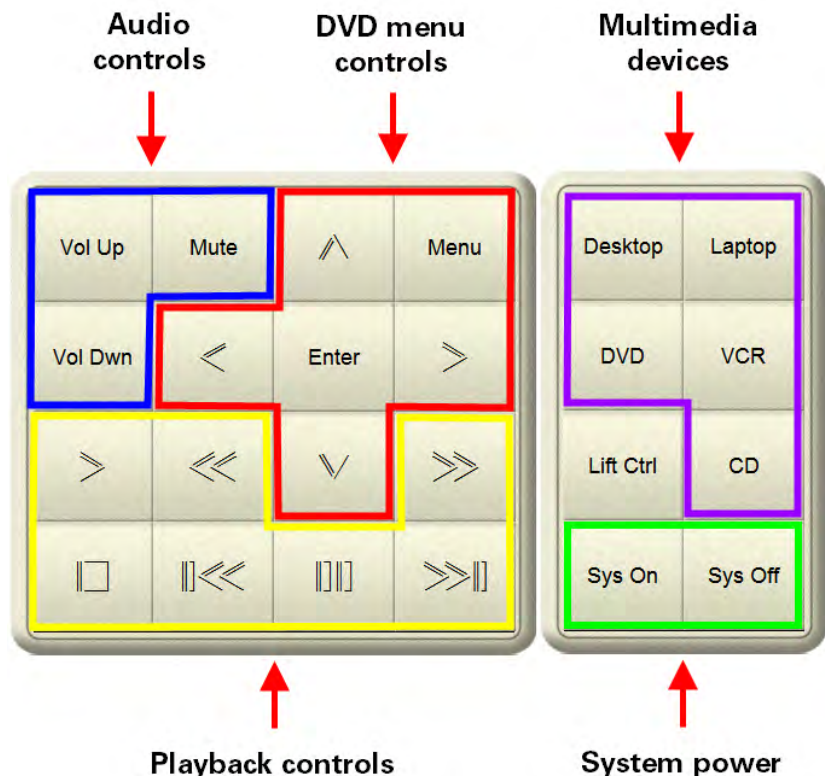 Audio
controls
DVD menu
controls
Multimedia
devices
Vol Up Mute Menu
Desktop Laptop
Vol Dwn < Enter >
DVD VCR
> << >>
Lift Ctrl CD
Sys On Sys Off
Playback controls
System power